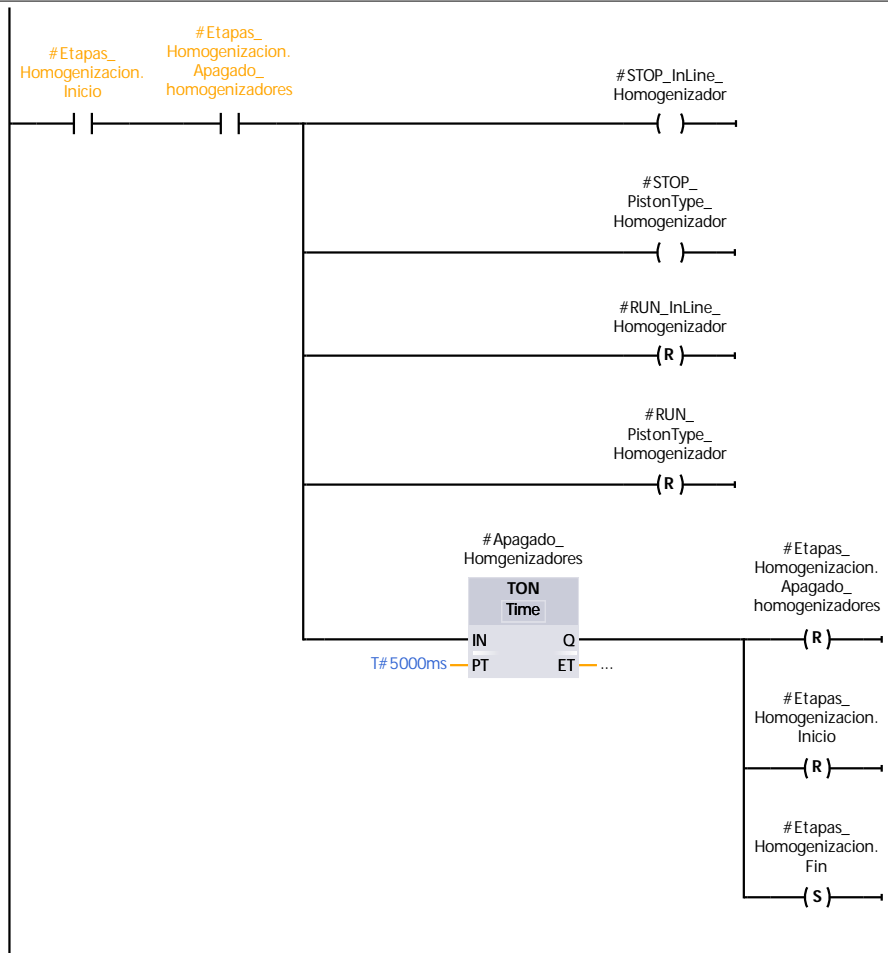 #Etapas_
Homogenizacion.
Inicio
#Etapas_
Homogenizacion.
Apagado_
homogenizadores
#STOP_InLine_
Homogenizador
#STOP_
PistonType_
Homogenizador
#RUN_InLine_
Homogenizador
R
#RUN_
PistonType_
Homogenizador
R
#Apagado_
Homgenizadores
TON
Time
IN Q
T#5000ms PT ET ...
#Etapas_
Homogenizacion.
Apagado_
homogenizadores
R
#Etapas_
Homogenizacion.
Inicio
R
#Etapas_
Homogenizacion.
Fin
S